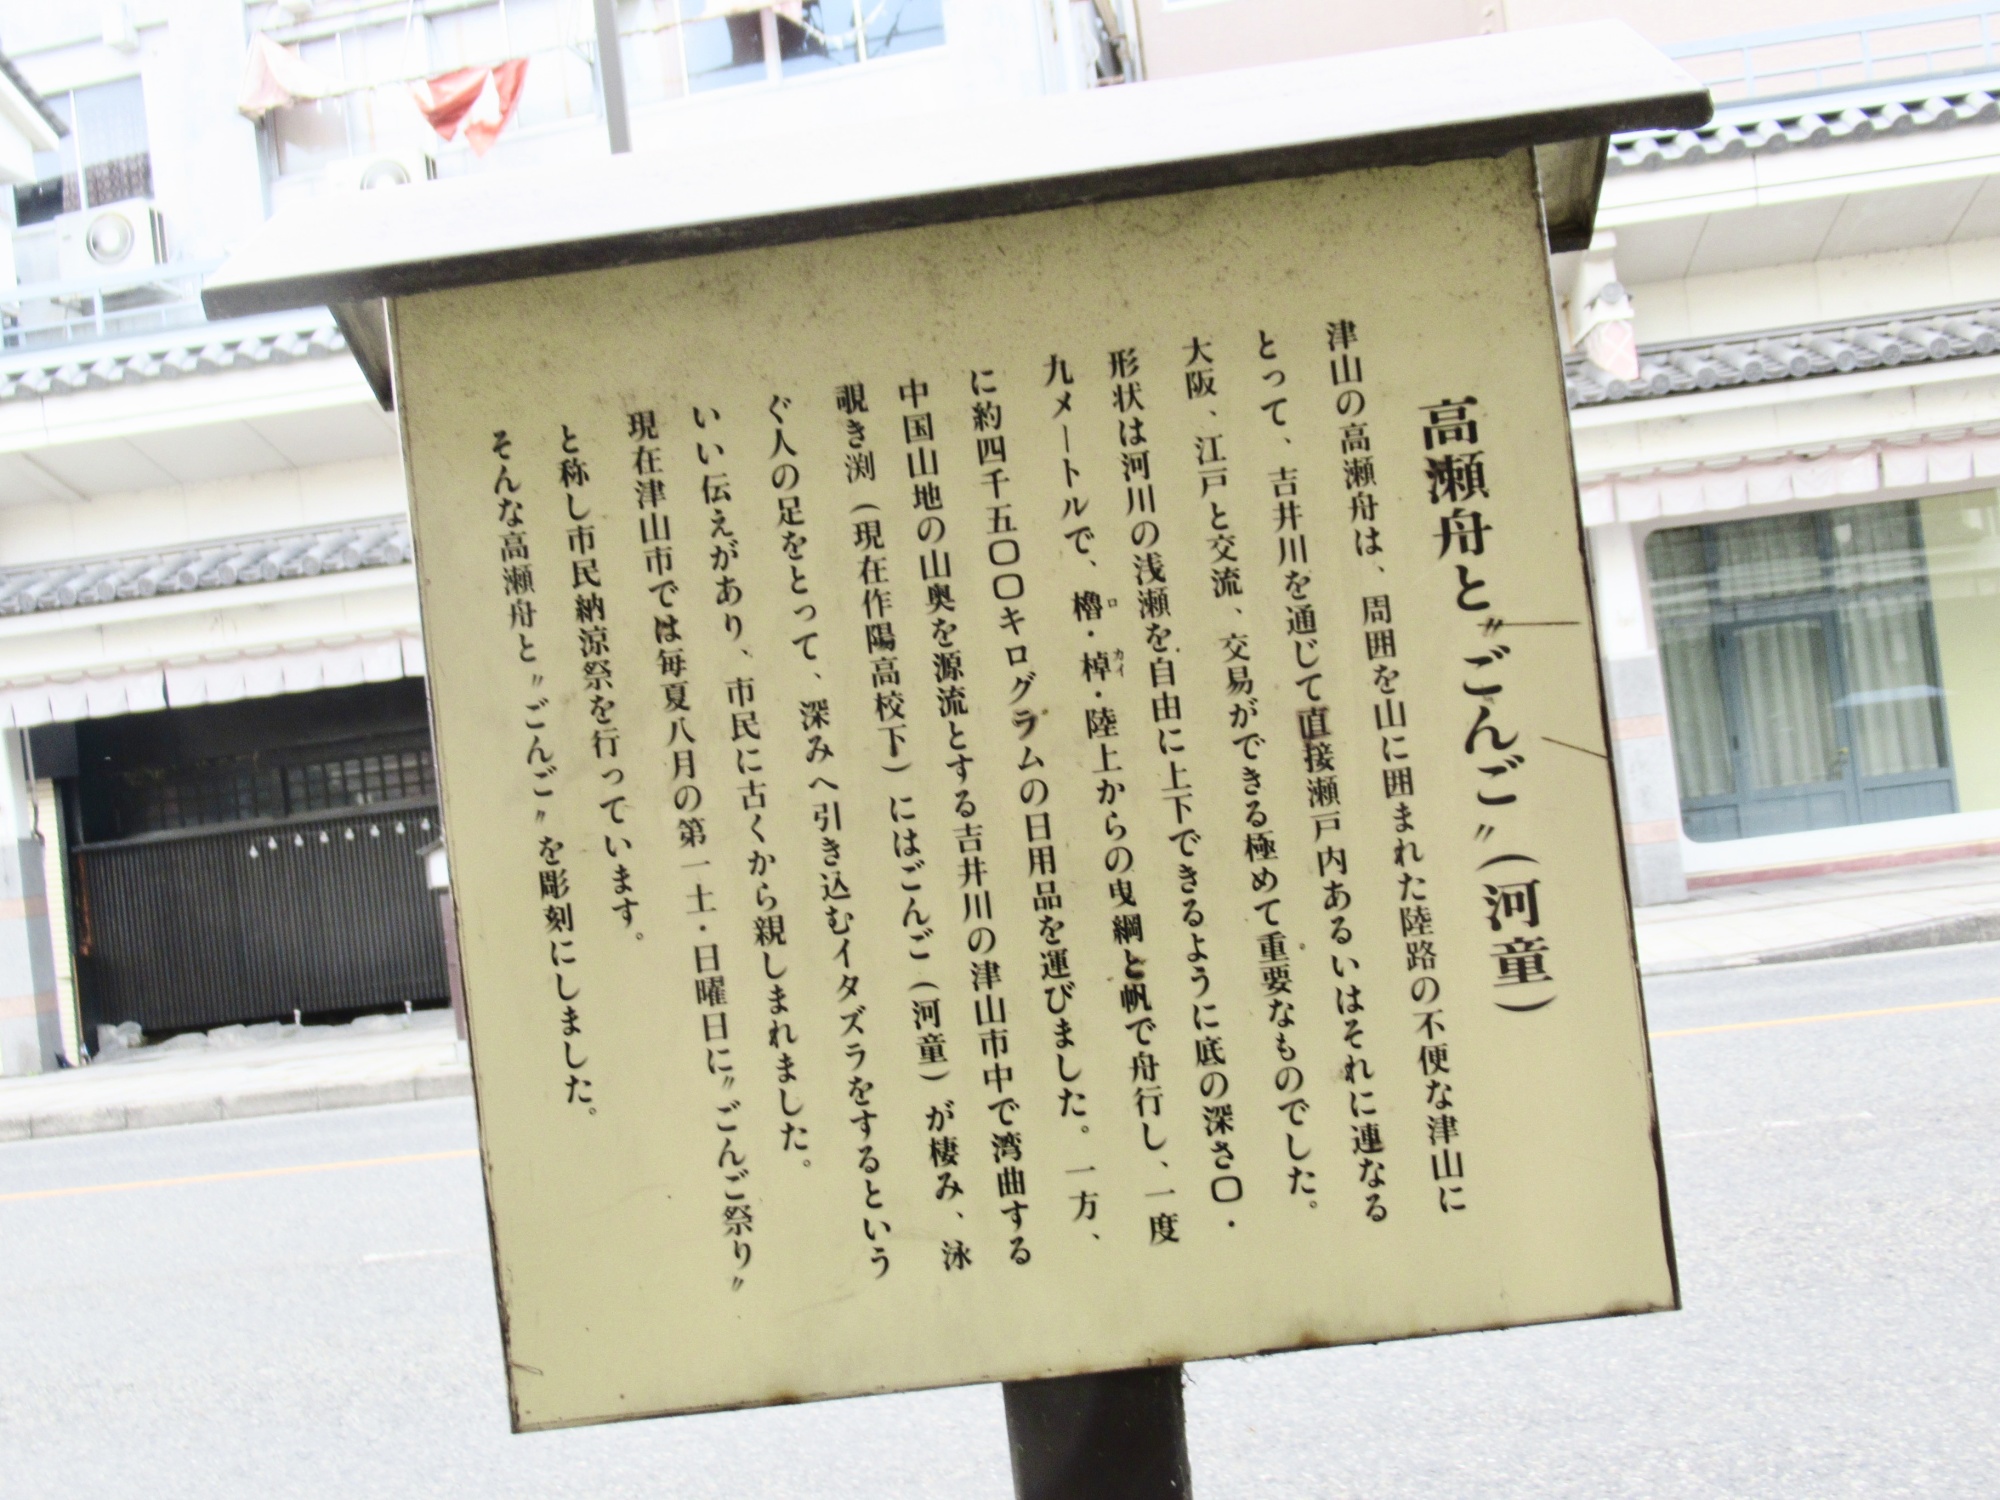 高瀬舟と〝ごんご〟(河童)
津山の高瀬舟は、周囲を山に囲まれた陸路の不便な津山に
とって、吉井川を通じて直接瀬戸内あるいはそれに連なる
大阪、江戸と交流、交易ができる極めて重要なものでした。
形状は河川の浅瀬を自由に上下できるように底の深さ〇・
九メートルで、櫓・棹・陸上からの曳綱と帆で舟行し、一度
ロ カイ
に約四千五〇〇キログラムの日用品を運びました。一方、
中国山地の山奥を源流とする吉井川の津山市中で湾曲する
覗き渕(現在作陽高校下)にはごんご(河童)が棲み、泳
ぐ人の足をとって、深みへ引き込むイタズラをするという
いい伝えがあり、市民に古くから親しまれました。
現在津山市では毎夏八月の第一土・日曜日に〝ごんご祭り〟
と称し市民納涼祭を行っています。
そんな高瀬舟と〝ごんご〟を彫刻にしました。